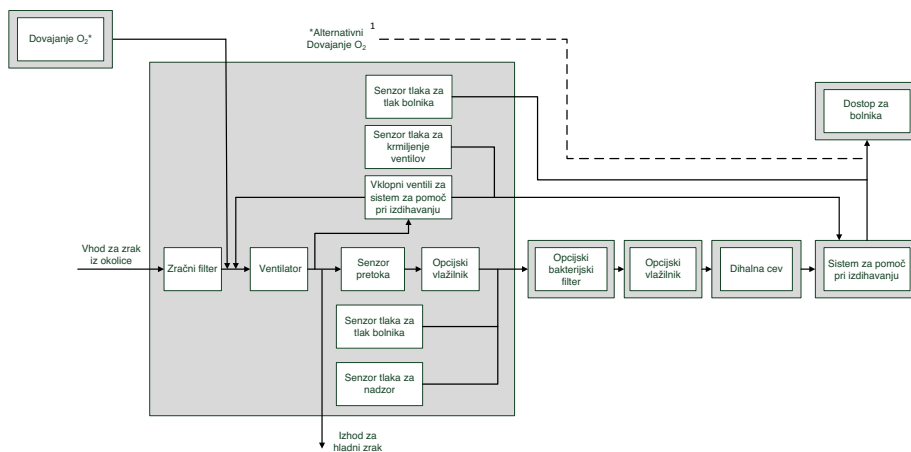 Dovajanje O₂*
*Alternativni ¹
Dovajanje O₂
Senzor tlaka za
tlak bolnika
Dostop za
bolnika
Senzor tlaka za
krmiljenje
ventilov
Vklopni ventili za
sistem za pomoč
pri izdihavanju
Vhod za zrak
iz okolice
Zračni filter
Ventilator
Senzor
pretoka
Opcijski
vlažilnik
Opcijski
bakterijski
filter
Opcijski
vlažilnik
Dihalna cev
Sistem za pomoč
pri izdihavanju
Senzor tlaka za
tlak bolnika
Senzor tlaka za
nadzor
Izhod za
hladni zrak